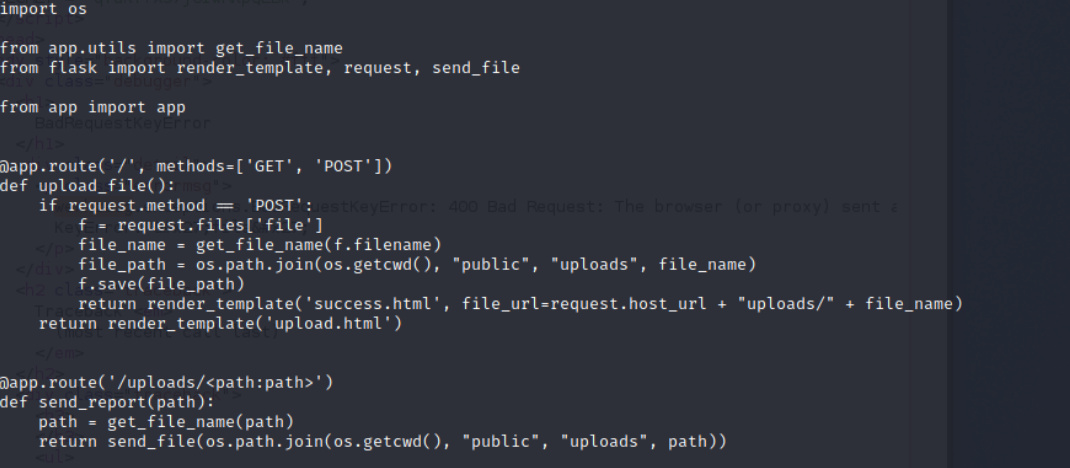 import os
from app.utils import get_file_name
from flask import render_template, request, send_file
from app import app
@app.route('/', methods=['GET', 'POST'])
def upload_file():
if request.method == 'POST':
f = request.files['file']
file_name = get_file_name(f.filename)
file_path = os.path.join(os.getcwd(), "public", "uploads", file_name)
f.save(file_path)
return render_template('success.html', file_url=request.host_url + "uploads/" + file_name)
return render_template('upload.html')
@app.route('/uploads/<path:path>')
def send_report(path):
path = get_file_name(path)
return send_file(os.path.join(os.getcwd(), "public", "uploads", path))